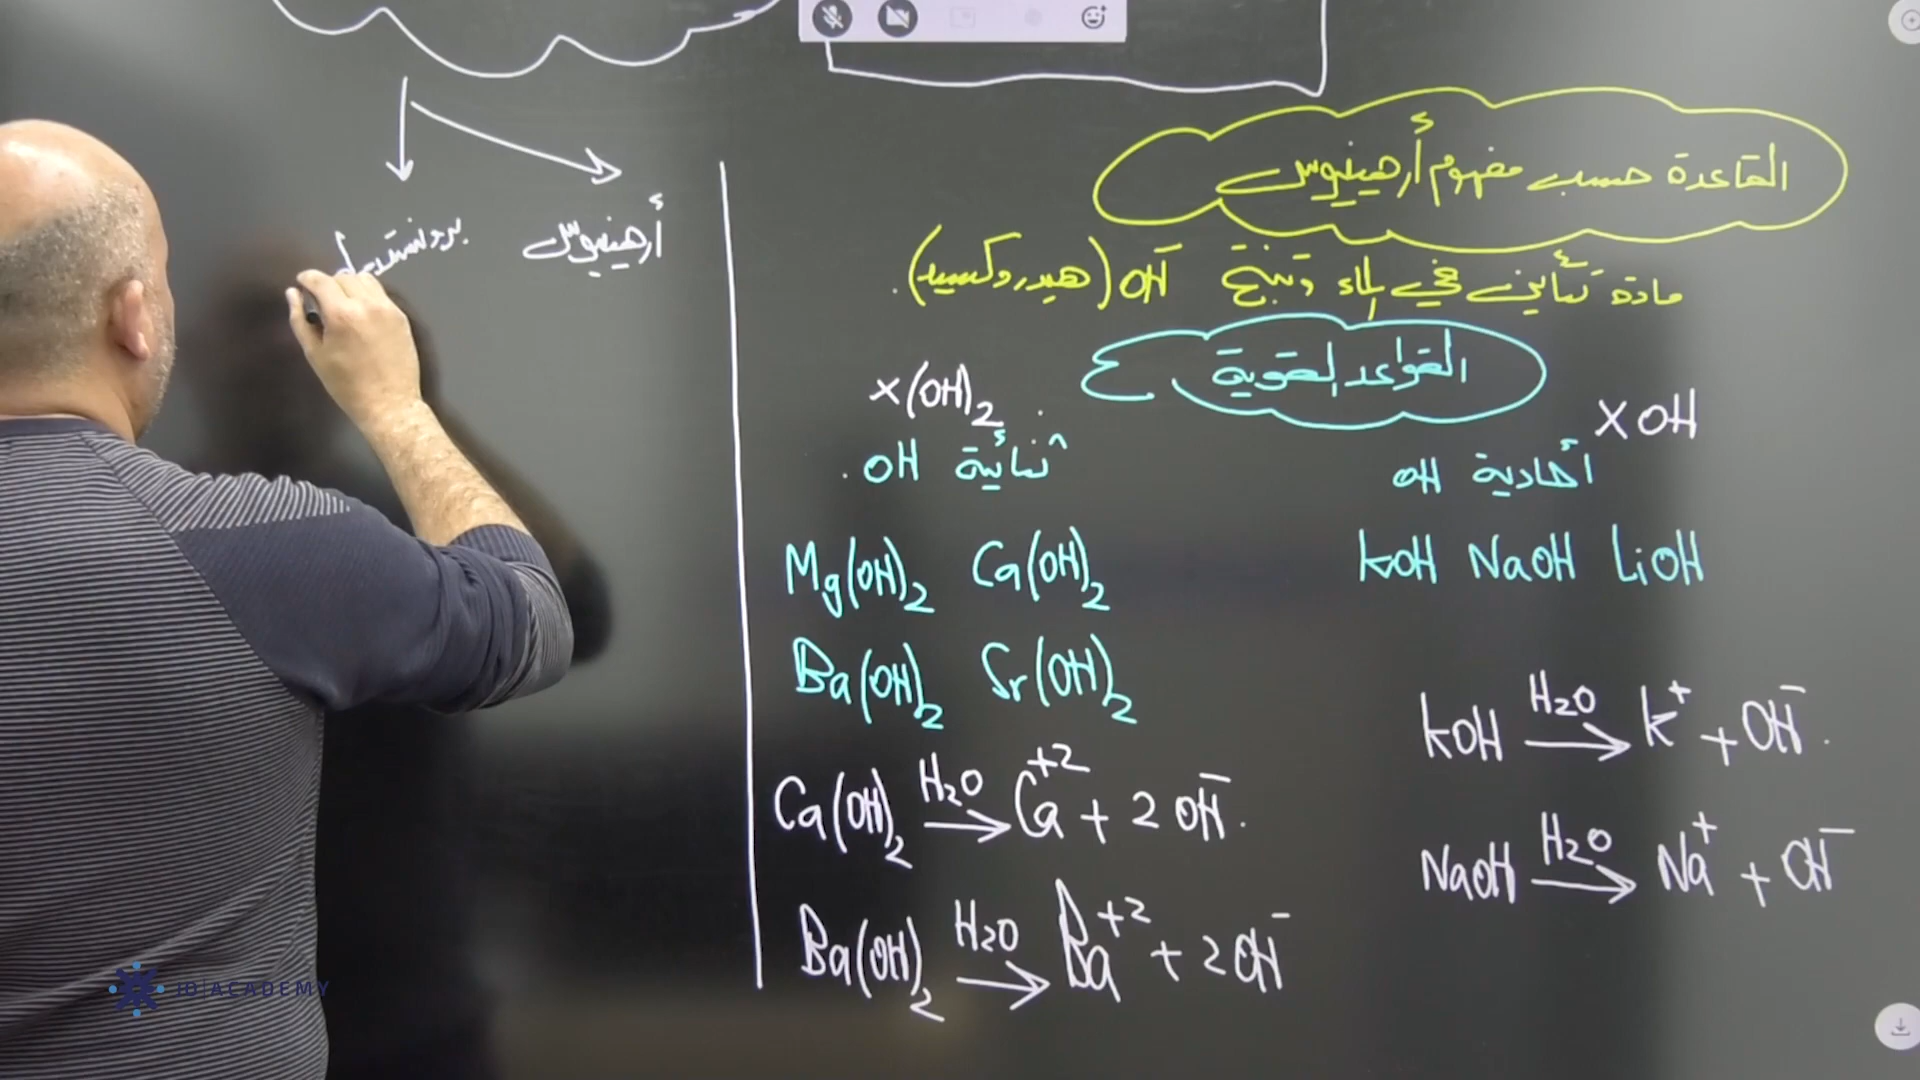 القاعدة حسب مفهوم أرهينيوس
مادة تتأين في الماء وتنتج OH⁻ (هيدروكسيد).
القواعد القوية
XOH
أحادية OH
KOH NaOH LiOH
KOH —H₂O→ K⁺ + OH⁻.
NaOH —H₂O→ Na⁺ + OH⁻
X(OH)₂
ثنائية OH.
Mg(OH)₂ Ca(OH)₂
Ba(OH)₂ Sr(OH)₂
Ca(OH)₂ —H₂O→ Ca⁺² + 2OH⁻.
Ba(OH)₂ —H₂O→ Ba⁺² + 2OH⁻
أرهينيوس
JO ACADEMY